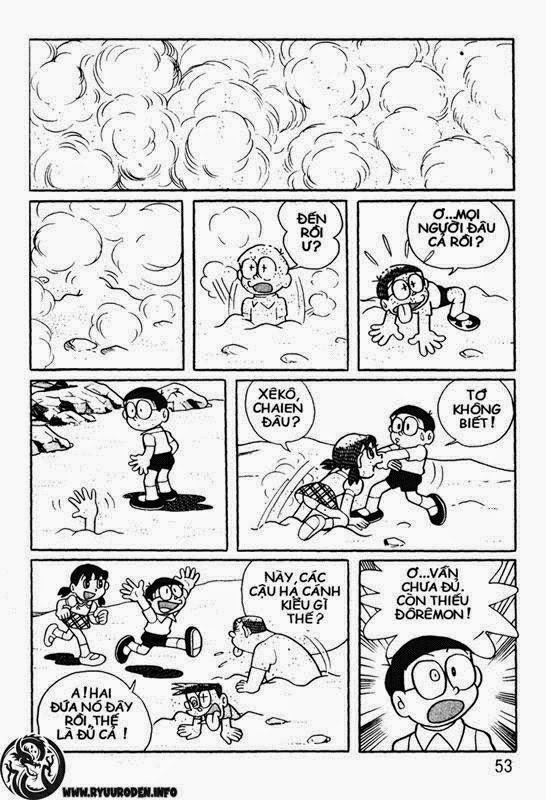 ĐẾN
RỒI
Ư?
Ơ...MỌI
NGƯỜI ĐÂU
CẢ RỒI?
XÊKÔ,
CHAIEN
ĐÂU?
TỚ
KHÔNG
BIẾT!
NÀY, CÁC
CẬU HẠ CÁNH
KIỂU GÌ
THẾ?
A! HAI
ĐỨA NÓ ĐÂY
RỒI, THẾ
LÀ ĐỦ CẢ!
Ơ...VẪN
CHƯA ĐỦ.
CÒN THIẾU
ĐÔRÊMON!
WWW.RYUURODEN.INFO
53